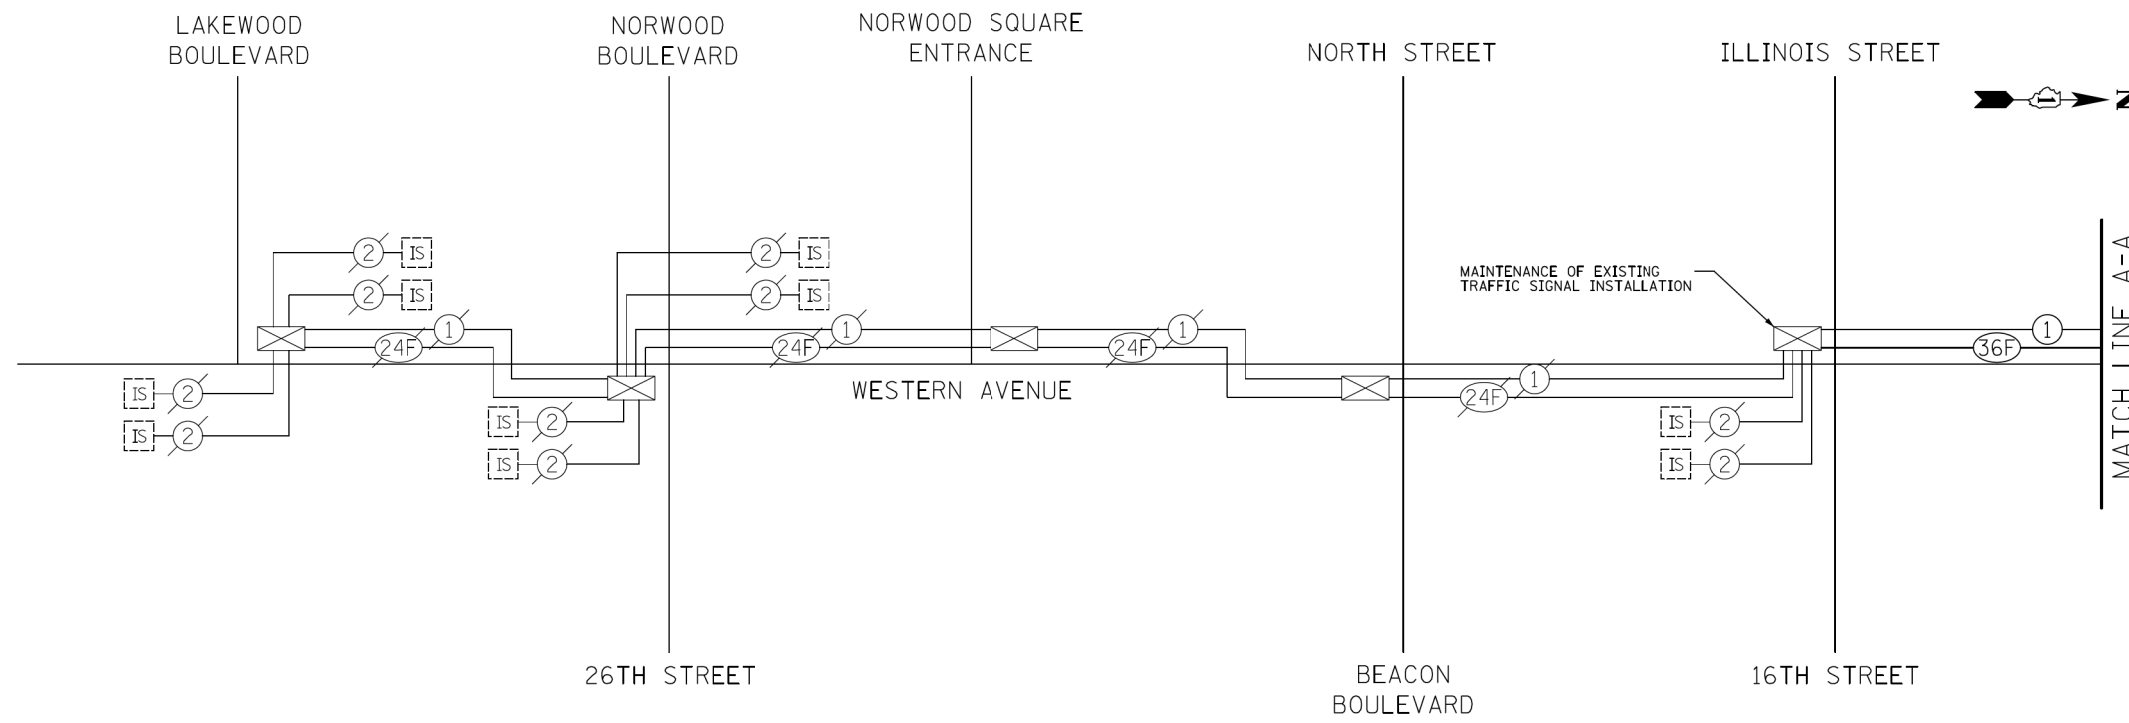 LAKEWOOD
BOULEVARD
NORWOOD
BOULEVARD
NORWOOD SQUARE
ENTRANCE
NORTH STREET
ILLINOIS STREET
1
N
2
IS
2
IS
2
IS
2
IS
MAINTENANCE OF EXISTING
TRAFFIC SIGNAL INSTALLATION
1
24F
1
24F
1
24F
1
36F
IS
2
IS
2
WESTERN AVENUE
1
24F
IS
2
IS
2
IS
2
IS
2
MATCH LINE A-A
26TH STREET
BEACON
BOULEVARD
16TH STREET